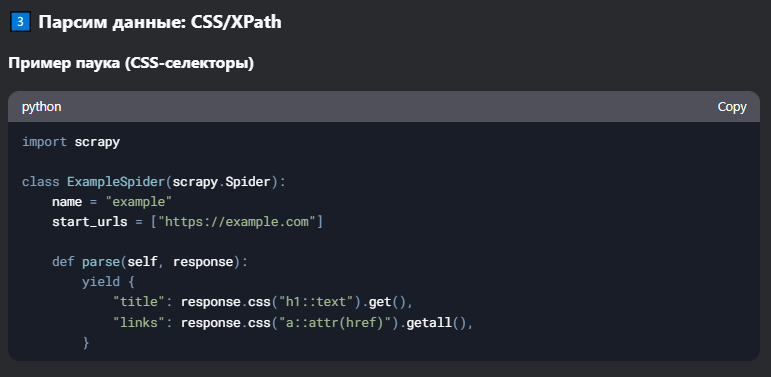 3 Парсим данные: CSS/XPath
Пример паука (CSS-селекторы)
python Copy
import scrapy
class ExampleSpider(scrapy.Spider):
    name = "example"
    start_urls = ["https://example.com"]
    def parse(self, response):
        yield {
            "title": response.css("h1::text").get(),
            "links": response.css("a::attr(href)").getall(),
        }